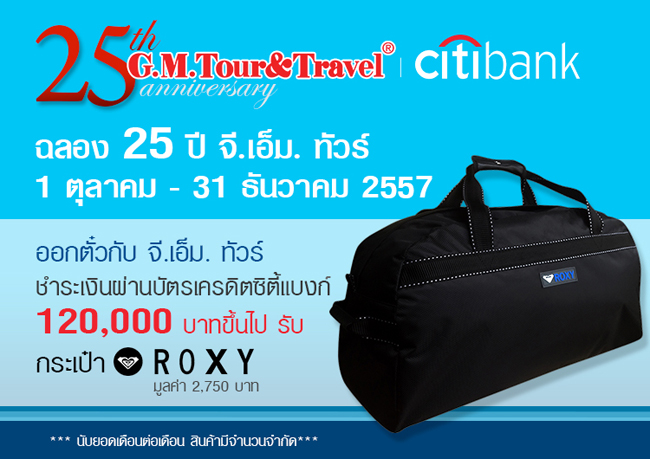 25th
G.M.Tour&Travel®
anniversary
citibank
ฉลอง 25 ปี จี.เอ็ม. ทัวร์
1 ตุลาคม - 31 ธันวาคม 2557
ออกตั๋วกับ จี.เอ็ม. ทัวร์
ชำระเงินผ่านบัตรเครดิตซิตี้แบงก์
120,000 บาทขึ้นไป รับ
กระเป๋า ROXY
มูลค่า 2,750 บาท
ROXY
*** นับยอดเดือนต่อเดือน สินค้ามีจำนวนจำกัด***